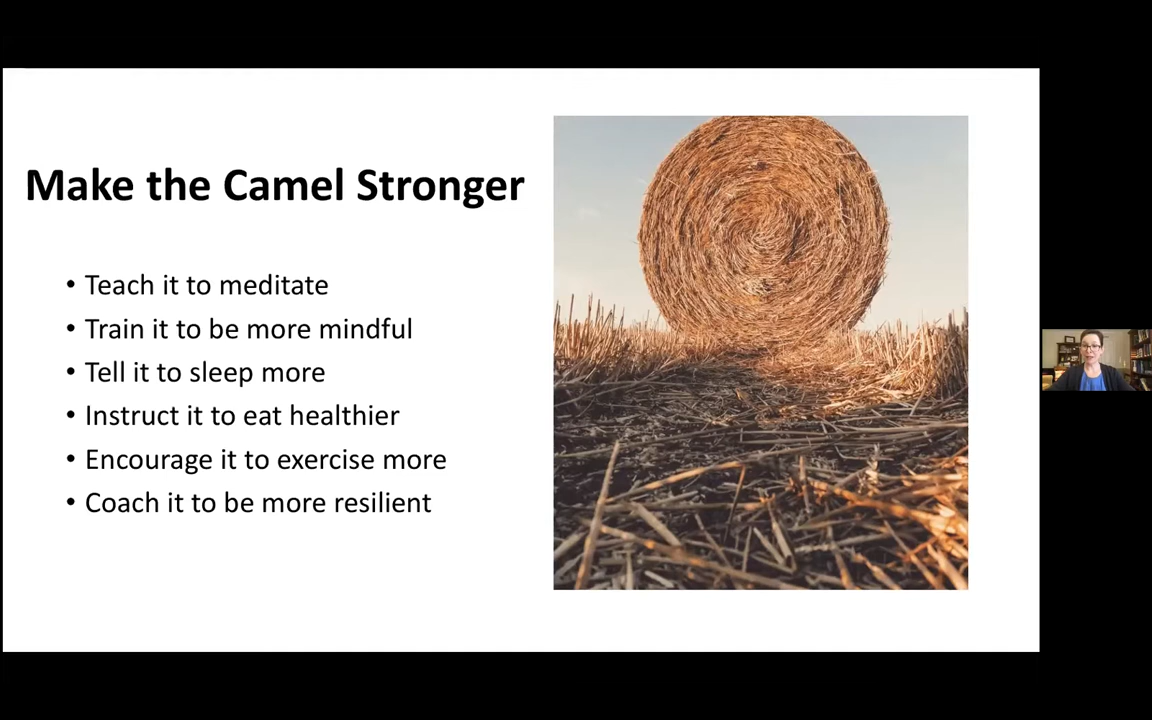 Make the Camel Stronger
• Teach it to meditate
• Train it to be more mindful
• Tell it to sleep more
• Instruct it to eat healthier
• Encourage it to exercise more
• Coach it to be more resilient